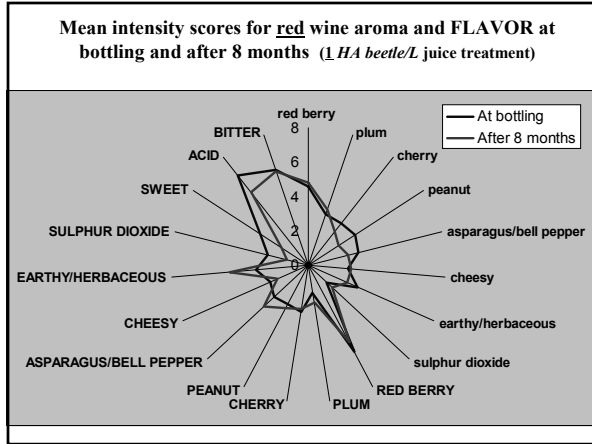 Mean intensity scores for red wine aroma and FLAVOR at
bottling and after 8 months (1 HA beetle/L juice treatment)
At bottling
After 8 months
red berry
plum
cherry
peanut
asparagus/bell pepper
cheesy
earthy/herbaceous
sulphur dioxide
RED BERRY
PLUM
CHERRY
PEANUT
ASPARAGUS/BELL PEPPER
CHEESY
EARTHY/HERBACEOUS
SULPHUR DIOXIDE
SWEET
ACID
BITTER
8
6
4
2
0